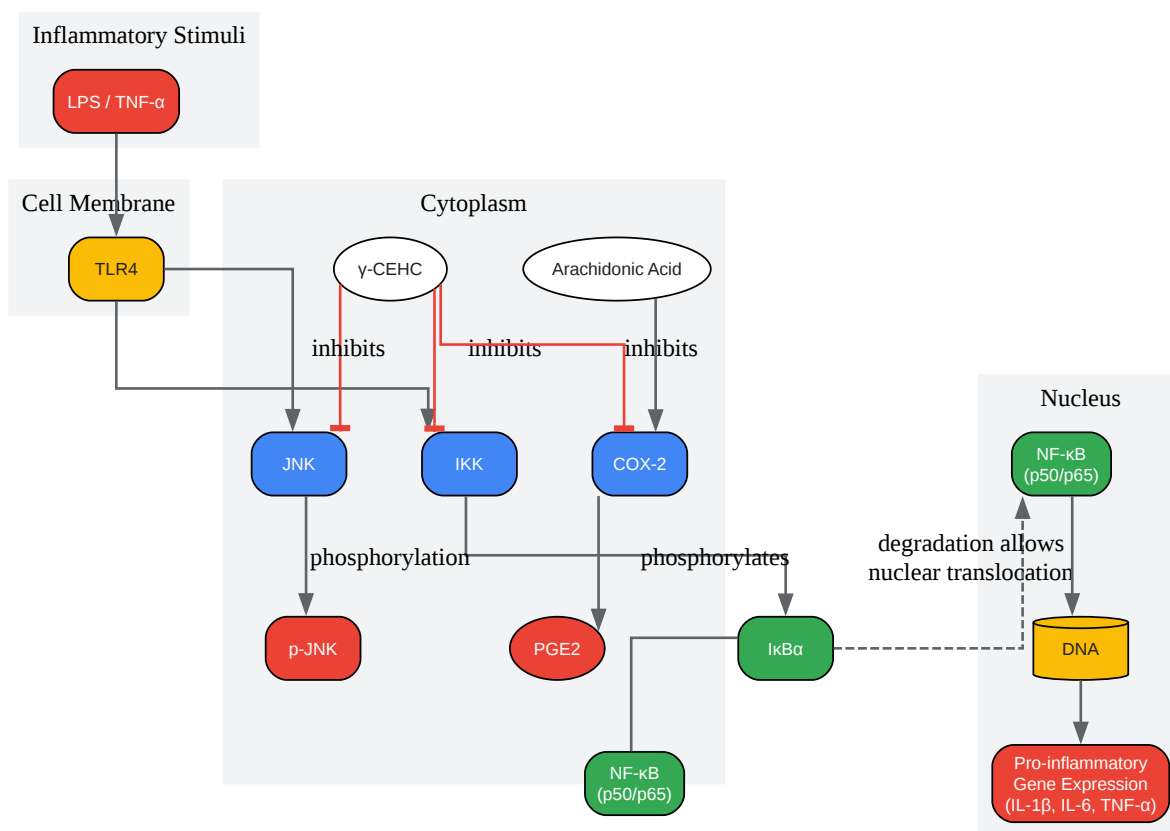 Inflammatory Stimuli
LPS / TNF-α
Cell Membrane
Cytoplasm
TLR4
γ-CEHC
Arachidonic Acid
inhibits
inhibits
inhibits
Nucleus
JNK
IKK
COX-2
NF-κB
(p50/p65)
phosphorylation
phosphorylates
degradation allows
nuclear translocation
p-JNK
PGE2
IκBα
DNA
NF-κB
(p50/p65)
Pro-inflammatory
Gene Expression
(IL-1β, IL-6, TNF-α)